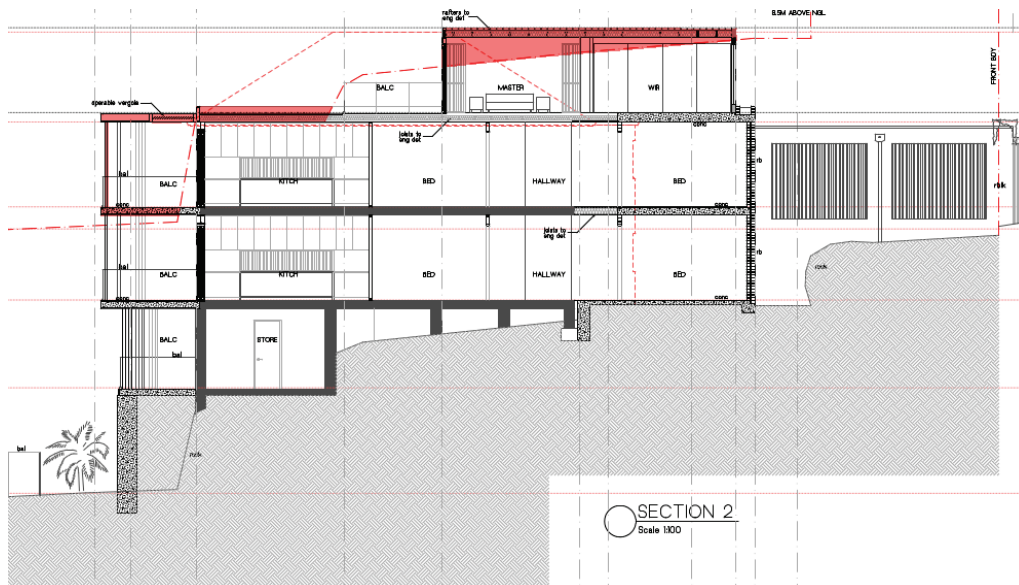 rafters to
eng det
8.5M ABOVE NGL
FRONT BDY
BALC
MASTER
WIR
operable vergola
joists to
eng det
conc
bal
BALC
KITCH
BED
HALLWAY
BED
rb
conc
conc
joists to
eng det
bal
BALC
KITCH
BED
HALLWAY
BED
rb
rock
conc
conc
BALC
STORE
bal
bal
rock
SECTION 2
Scale 1:100